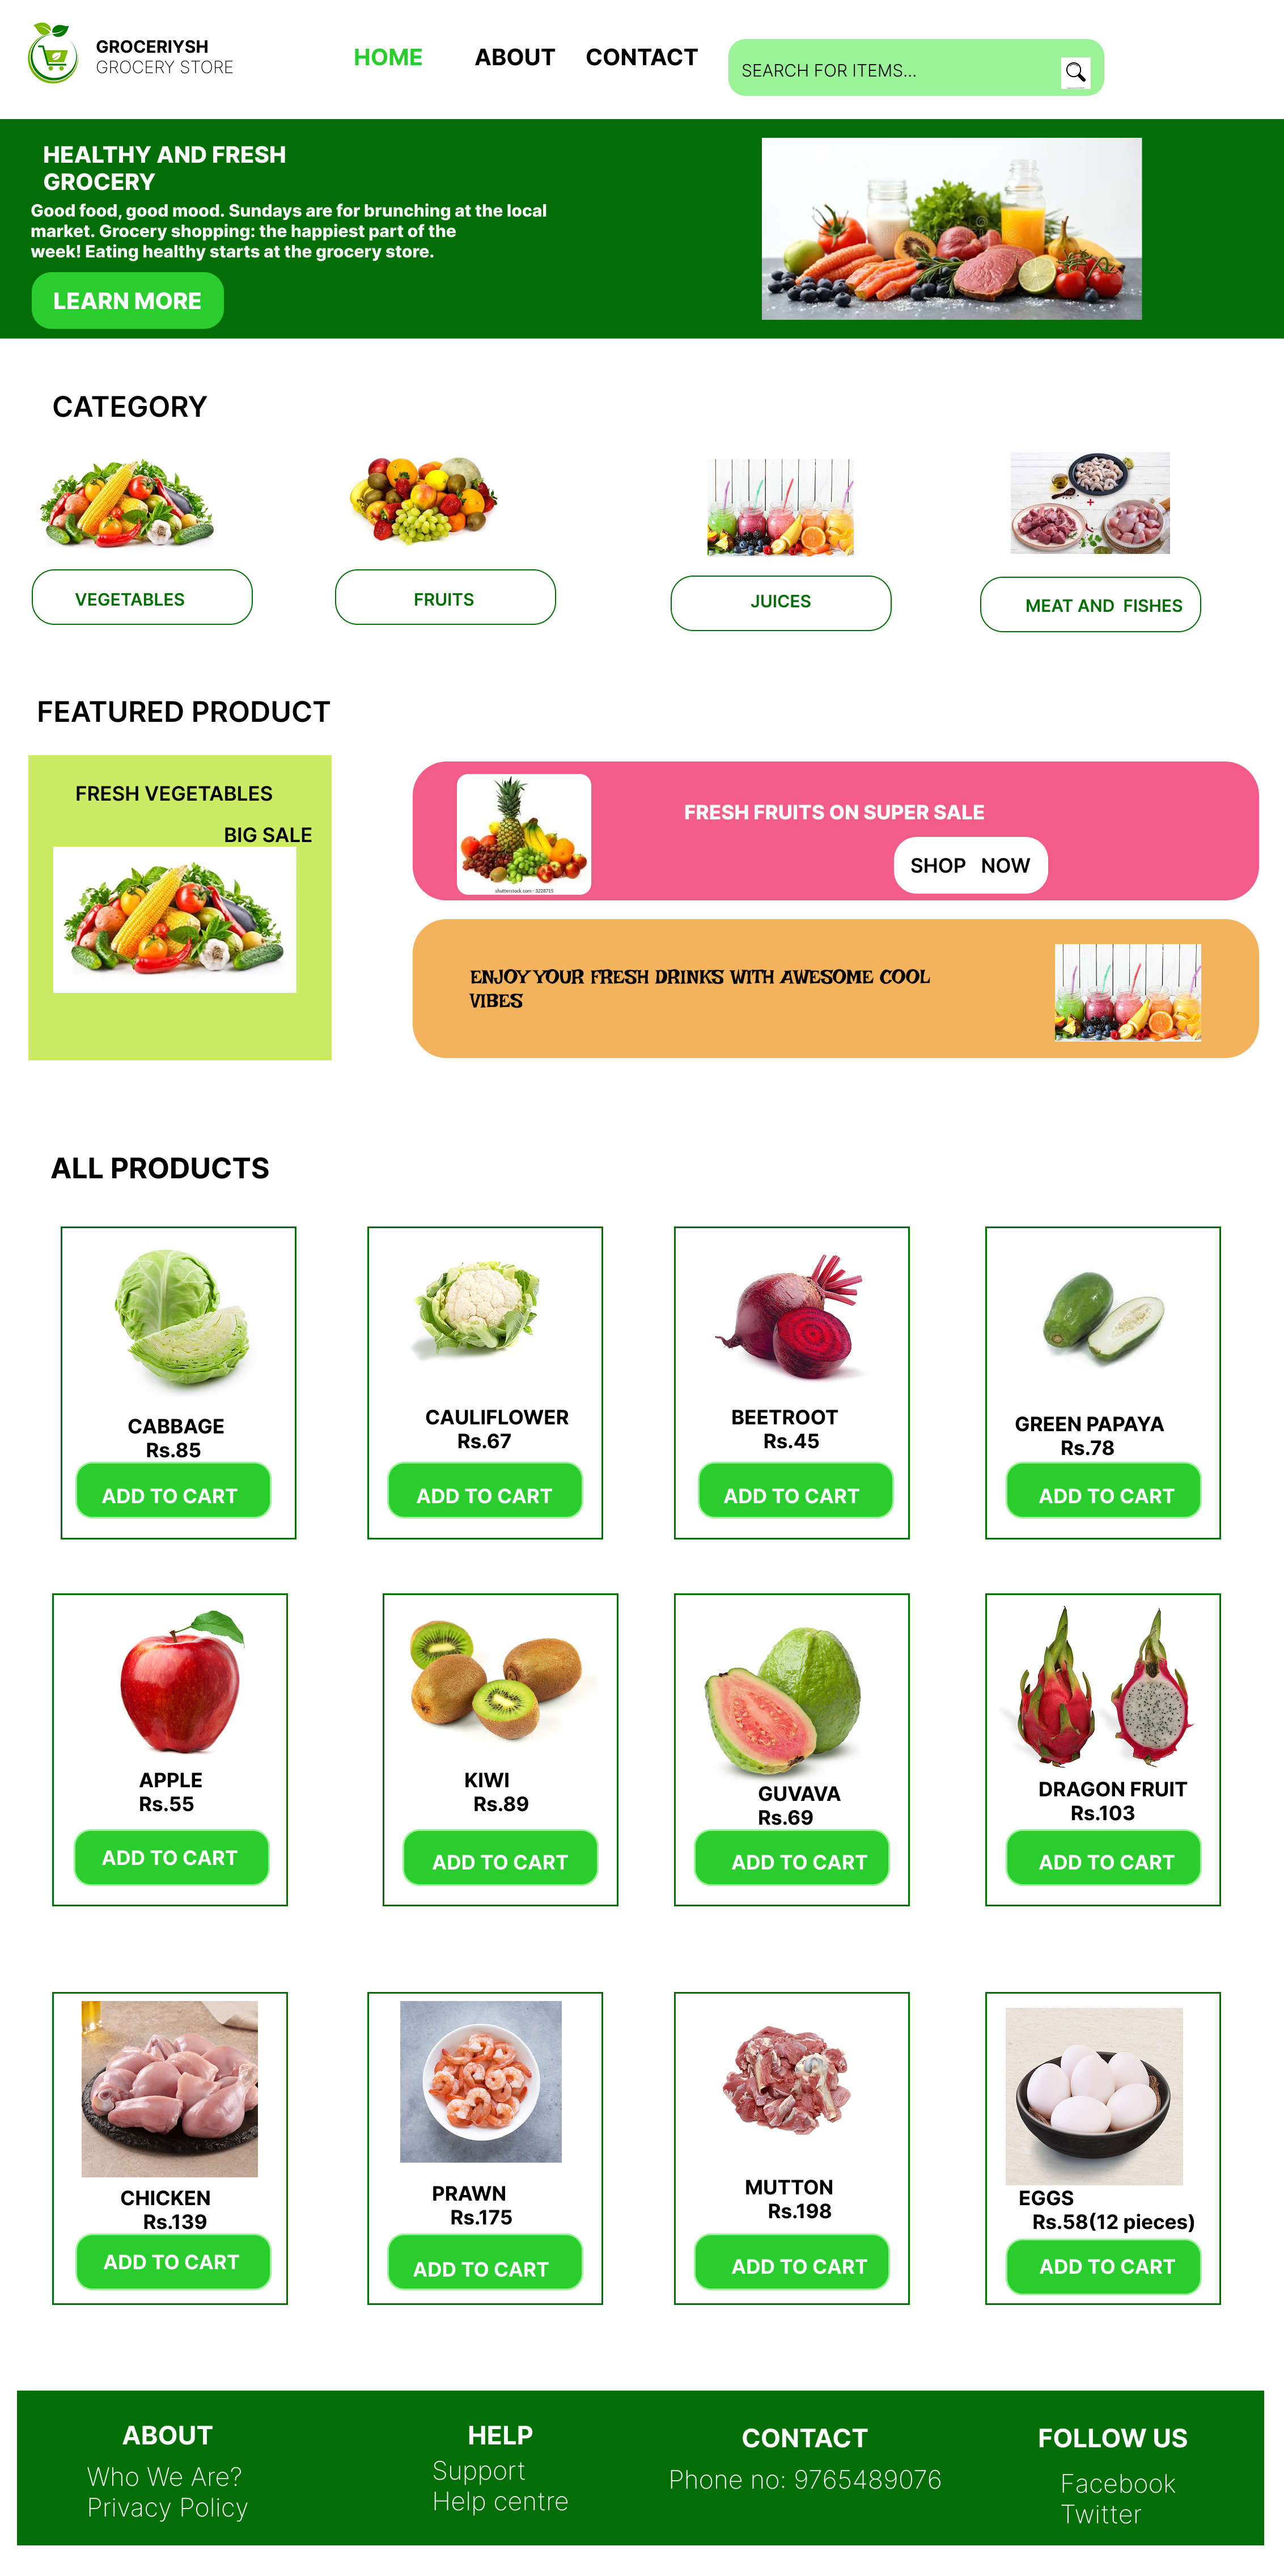 GROCERIYSH
GROCERY STORE
HOME
ABOUT
CONTACT
SEARCH FOR ITEMS...
HEALTHY AND FRESH
GROCERY
Good food, good mood. Sundays are for brunching at the local
market. Grocery shopping: the happiest part of the
week! Eating healthy starts at the grocery store.
LEARN MORE
CATEGORY
VEGETABLES
FRUITS
JUICES
MEAT AND FISHES
FEATURED PRODUCT
FRESH VEGETABLES
BIG SALE
FRESH FRUITS ON SUPER SALE
SHOP NOW
shutterstock.com · 3228715
ENJOY YOUR FRESH DRINKS WITH AWESOME COOL
VIBES
ALL PRODUCTS
CABBAGE
Rs.85
ADD TO CART
CAULIFLOWER
Rs.67
ADD TO CART
BEETROOT
Rs.45
ADD TO CART
GREEN PAPAYA
Rs.78
ADD TO CART
APPLE
Rs.55
ADD TO CART
KIWI
Rs.89
ADD TO CART
GUVAVA
Rs.69
ADD TO CART
DRAGON FRUIT
Rs.103
ADD TO CART
CHICKEN
Rs.139
ADD TO CART
PRAWN
Rs.175
ADD TO CART
MUTTON
Rs.198
ADD TO CART
EGGS
Rs.58(12 pieces)
ADD TO CART
ABOUT
Who We Are?
Privacy Policy
HELP
Support
Help centre
CONTACT
Phone no: 9765489076
FOLLOW US
Facebook
Twitter